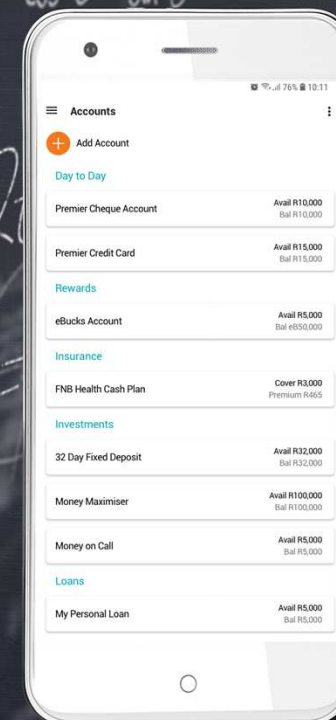 76% 10:11
Accounts
Add Account
Day to Day
Premier Cheque Account
Avail R10,000
Bal R10,000
Premier Credit Card
Avail R15,000
Bal R15,000
Rewards
eBucks Account
Avail R5,000
Bal eB50,000
Insurance
FNB Health Cash Plan
Cover R3,000
Premium R465
Investments
32 Day Fixed Deposit
Avail R32,000
Bal R32,000
Money Maximiser
Avail R100,000
Bal R100,000
Money on Call
Avail R5,000
Bal R5,000
Loans
My Personal Loan
Avail R5,000
Bal R5,000